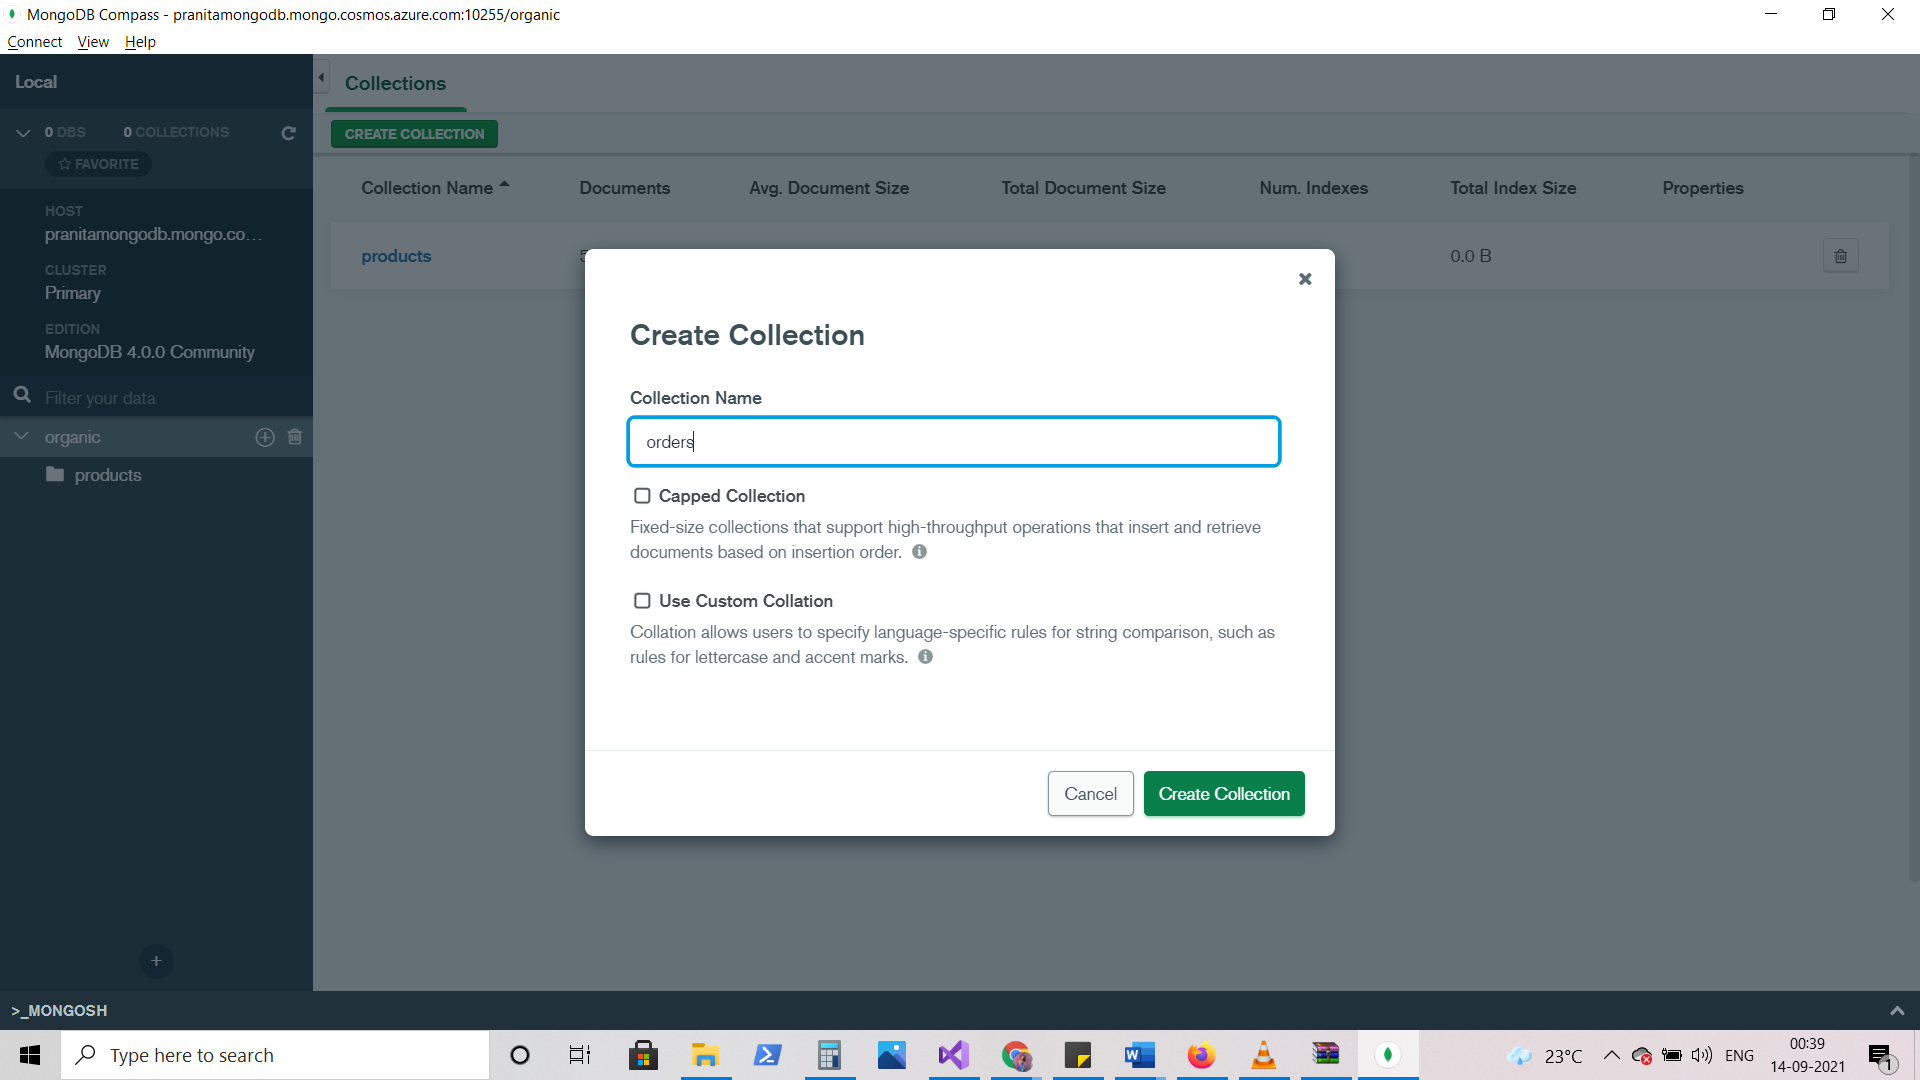 MongoDB Compass - pranitamongodb.mongo.cosmos.azure.com:10255/organic
Connect View Help
Local
Collections
0 DBS 0 COLLECTIONS
FAVORITE
CREATE COLLECTION
Collection Name Documents Avg. Document Size Total Document Size Num. Indexes Total Index Size Properties
HOST
pranitamongodb.mongo.co...
products 0.0 B
CLUSTER
Primary
EDITION
MongoDB 4.0.0 Community
Filter your data
organic
products
Create Collection
Collection Name
orders
Capped Collection
Fixed-size collections that support high-throughput operations that insert and retrieve
documents based on insertion order.
Use Custom Collation
Collation allows users to specify language-specific rules for string comparison, such as
rules for lettercase and accent marks.
Cancel Create Collection
>_MONGOSH
Type here to search
23°C ENG
00:39
14-09-2021
1